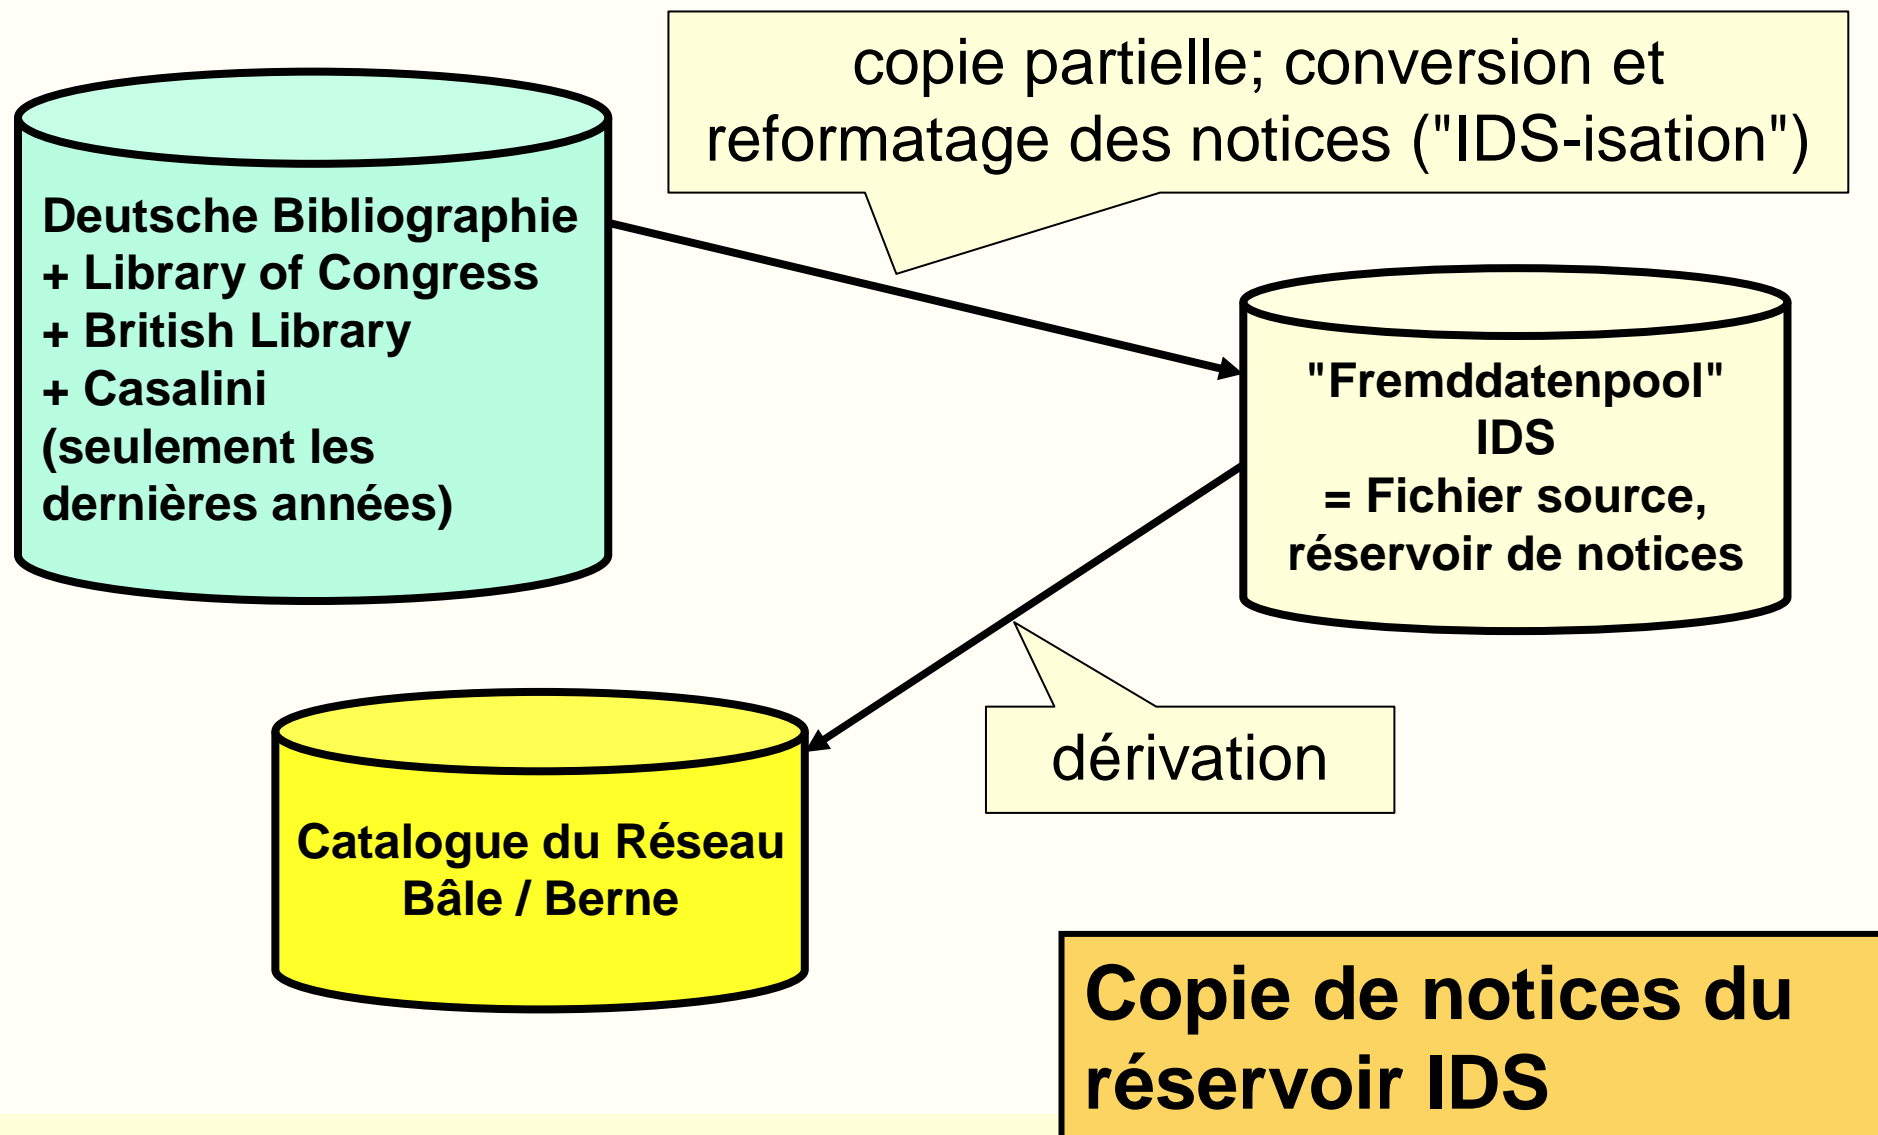 copie partielle; conversion et
reformatage des notices ("IDS-isation")
Deutsche Bibliographie
+ Library of Congress
+ British Library
+ Casalini
(seulement les
dernières années)
"Fremddatenpool"
IDS
= Fichier source,
réservoir de notices
dérivation
Catalogue du Réseau
Bâle / Berne
Copie de notices du
réservoir IDS